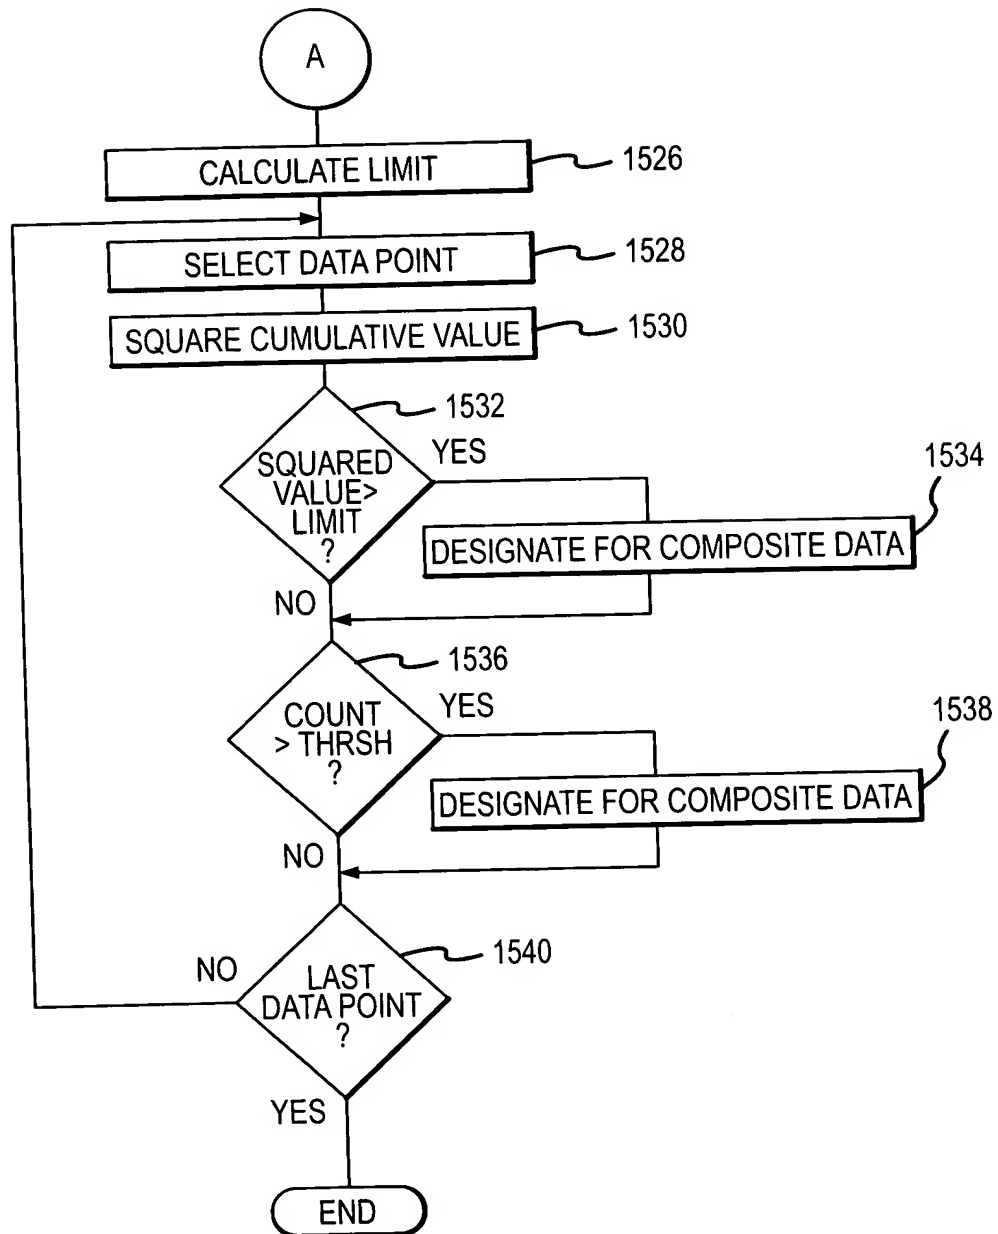 A
CALCULATE LIMIT
1526
SELECT DATA POINT
1528
SQUARE CUMULATIVE VALUE
1530
1532
SQUARED
VALUE>
LIMIT
?
YES
1534
DESIGNATE FOR COMPOSITE DATA
NO
1536
COUNT
> THRSH
?
YES
1538
DESIGNATE FOR COMPOSITE DATA
NO
1540
NO
LAST
DATA POINT
?
YES
END